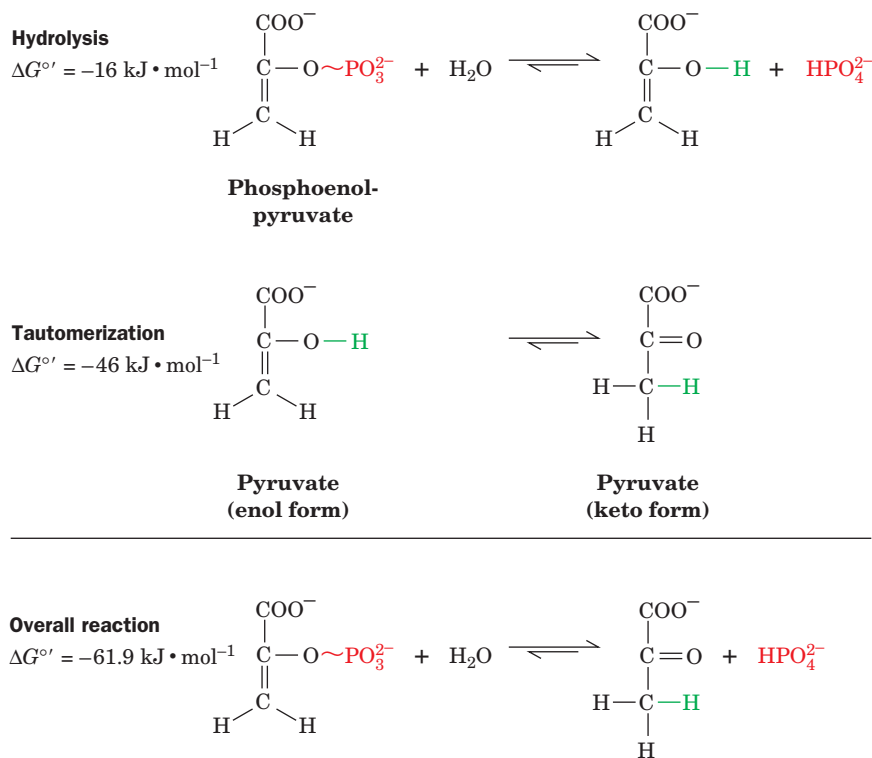 Hydrolysis
ΔG°′ = −16 kJ • mol⁻¹
COO⁻
C—O~PO₃²⁻ + H₂O ⇌ C—O—H + HPO₄²⁻
COO⁻
C
H H
C
H H
Phosphoenol-
pyruvate
Tautomerization
ΔG°′ = −46 kJ • mol⁻¹
COO⁻
C—O—H ⇌ C=O
COO⁻
C
H H
H—C—H
H
Pyruvate
(enol form)
Pyruvate
(keto form)
Overall reaction
ΔG°′ = −61.9 kJ • mol⁻¹
COO⁻
C—O~PO₃²⁻ + H₂O ⇌ C=O + HPO₄²⁻
COO⁻
C
H H
H—C—H
H